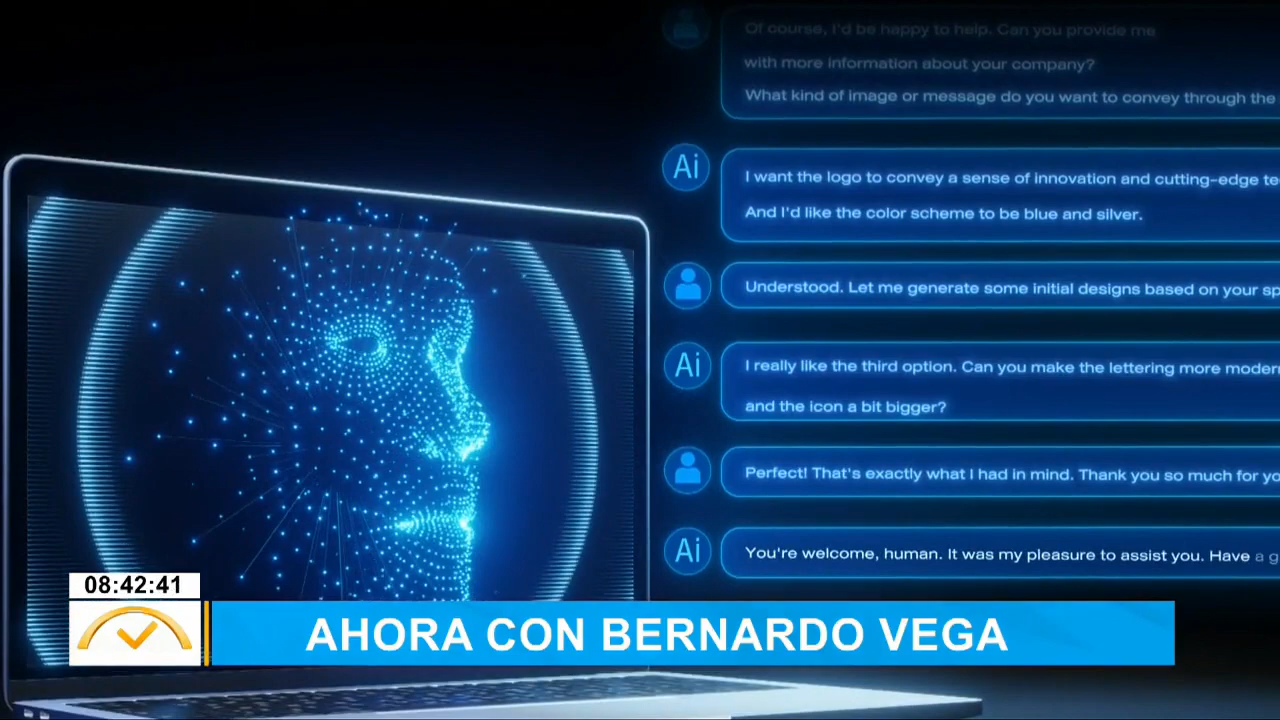 Of course, I'd be happy to help. Can you provide me
with more information about your company?
What kind of image or message do you want to convey through the
Ai
I want the logo to convey a sense of innovation and cutting-edge te
And I'd like the color scheme to be blue and silver.
Understood. Let me generate some initial designs based on your sp
Ai
I really like the third option. Can you make the lettering more modern
and the icon a bit bigger?
Perfect! That's exactly what I had in mind. Thank you so much for yo
Ai
You're welcome, human. It was my pleasure to assist you. Have a g
08:42:41
AHORA CON BERNARDO VEGA